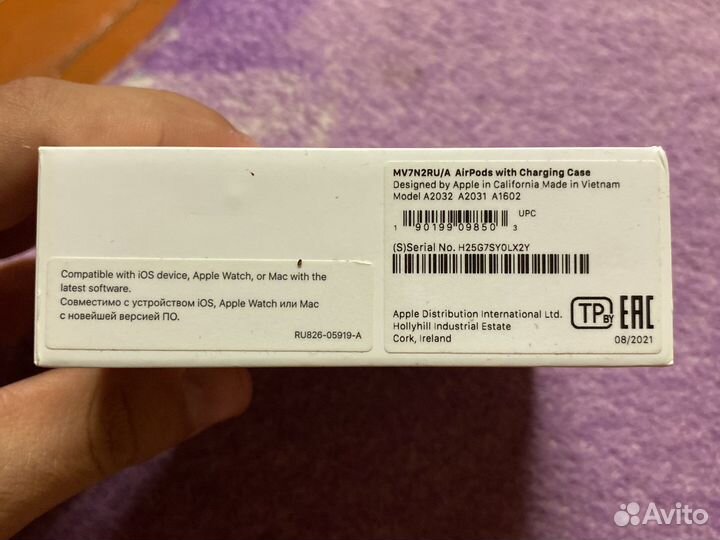 MV7N2RU/A AirPods with Charging Case
Designed by Apple in California Made in Vietnam
Model A2032 A2031 A1602
UPC
1 90199 09850 3
(S)Serial No. H25G7SY0LX2Y
Apple Distribution International Ltd.
Hollyhill Industrial Estate
Cork, Ireland
TP BY EAC
08/2021
Compatible with iOS device, Apple Watch, or Mac with the
latest software.
Совместимо с устройством iOS, Apple Watch или Mac
с новейшей версией ПО.
RU826-05919-A
Avito